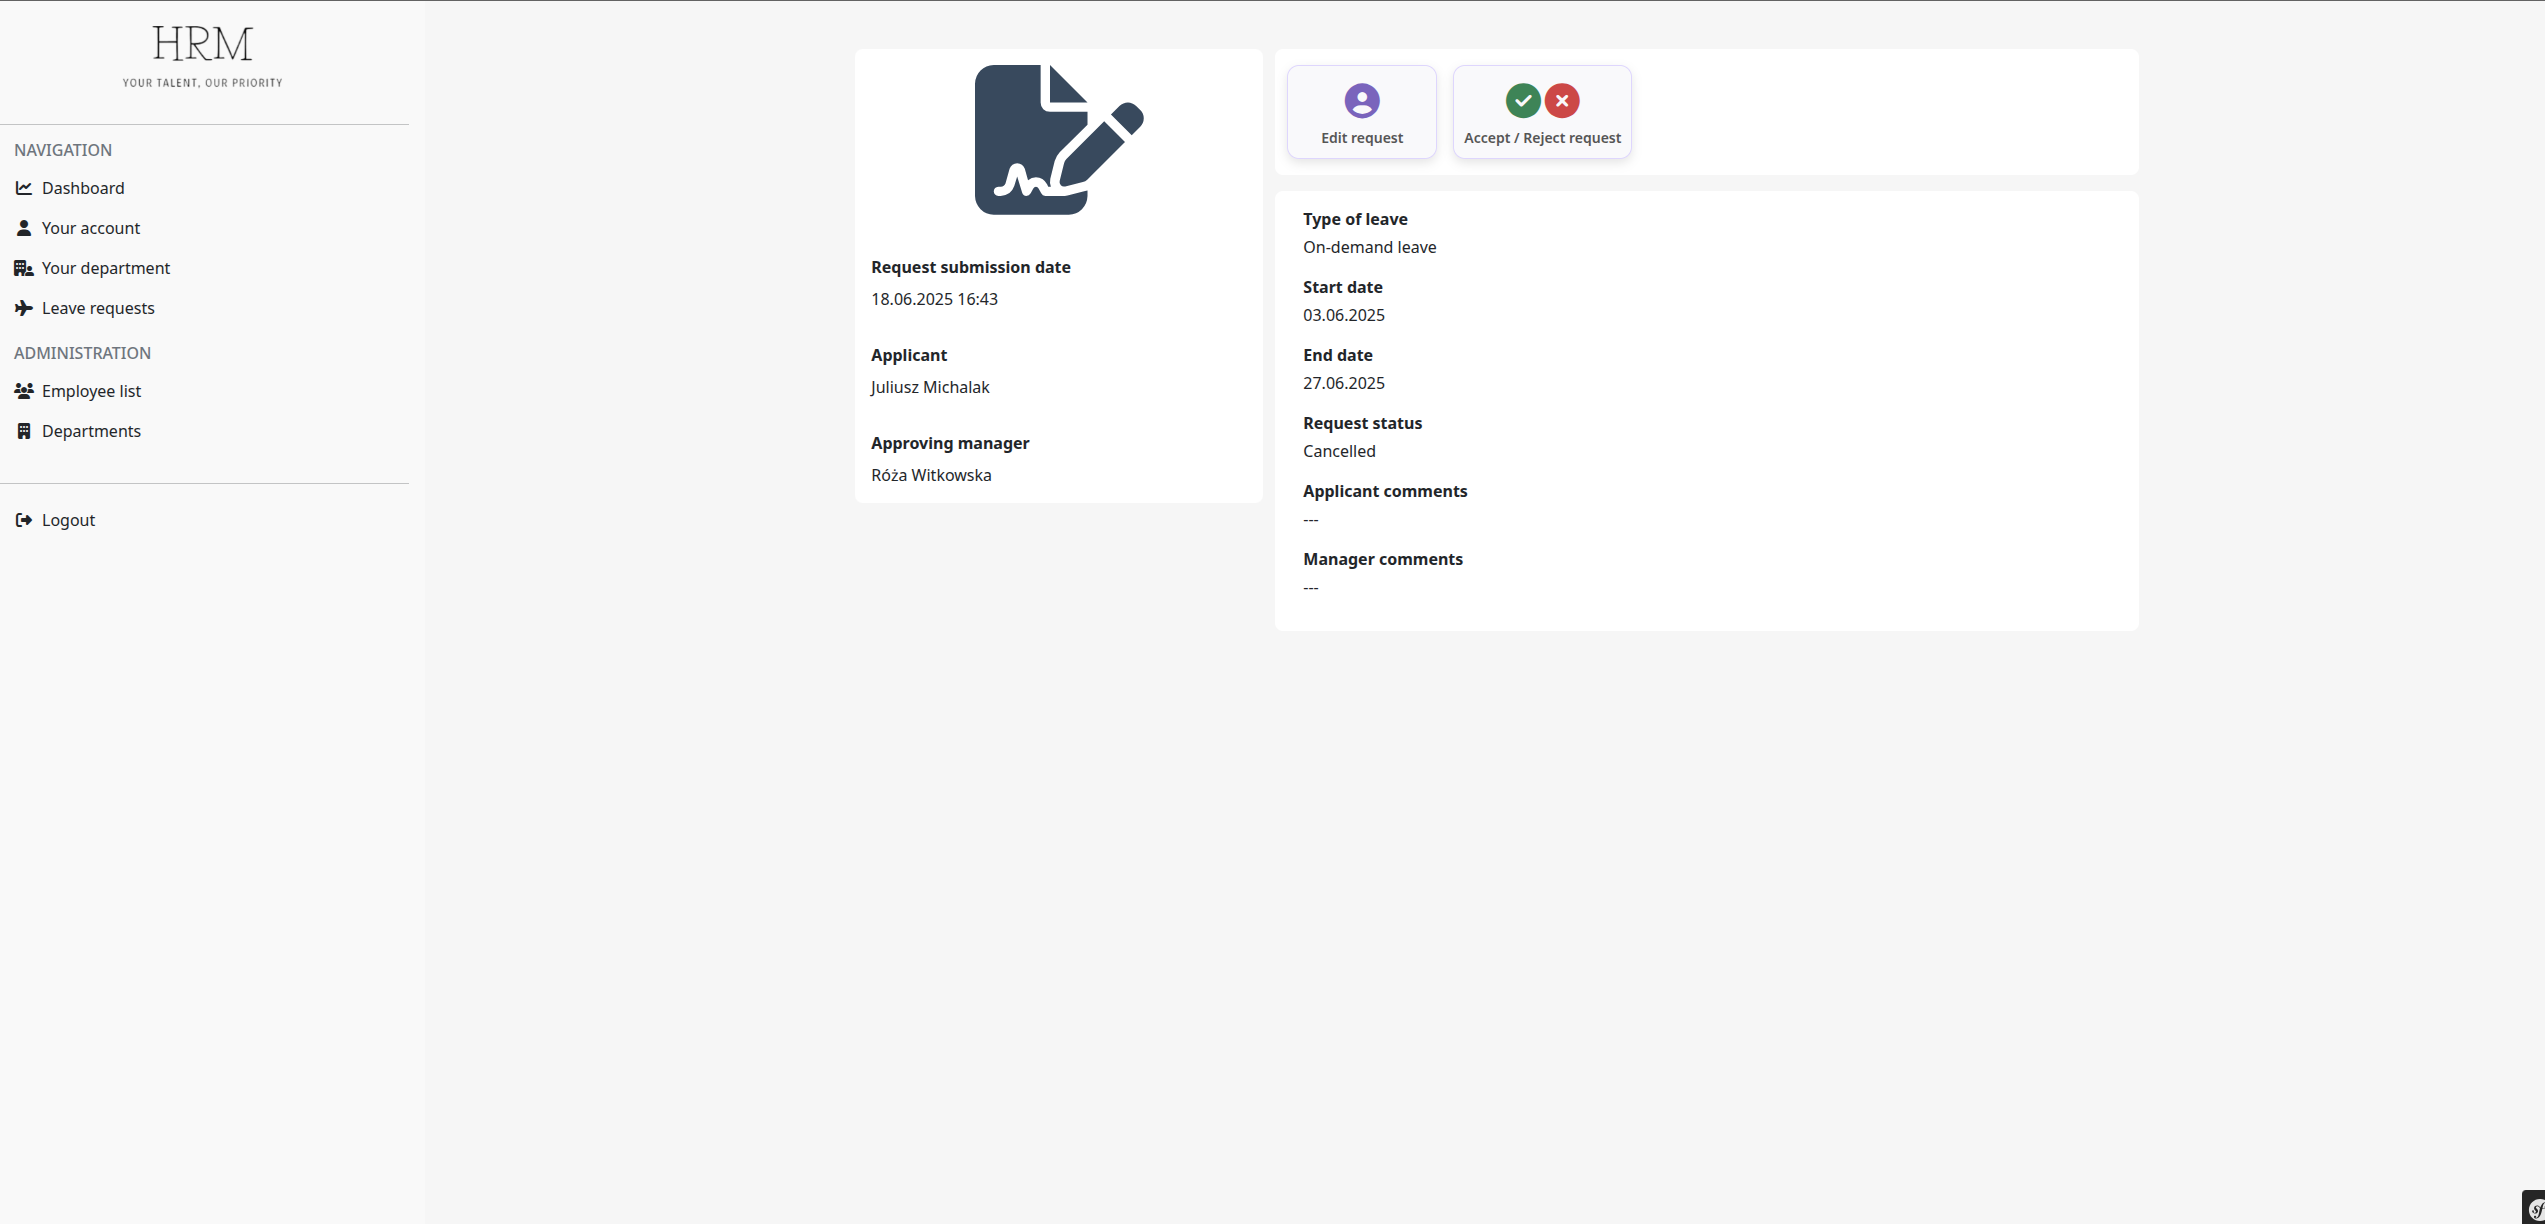 HRM
YOUR TALENT, OUR PRIORITY
NAVIGATION
Dashboard
Your account
Your department
Leave requests
ADMINISTRATION
Employee list
Departments
Logout
Request submission date
18.06.2025 16:43
Applicant
Juliusz Michalak
Approving manager
Róża Witkowska
Edit request
Accept / Reject request
Type of leave
On-demand leave
Start date
03.06.2025
End date
27.06.2025
Request status
Cancelled
Applicant comments
---
Manager comments
---